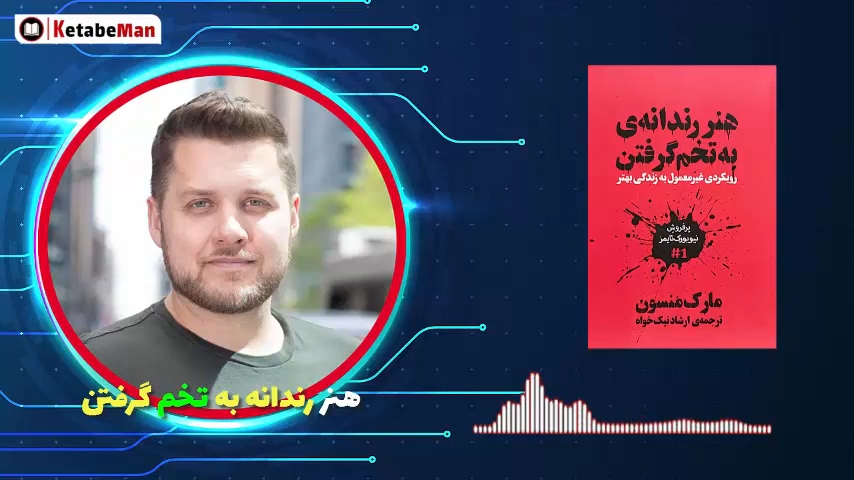 KetabeMan
هنر رندانه‌ی
به تخم گرفتن
رویکردی غیرمعمول به زندگی بهتر
پرفروش
نیویورک تایمز
#1
مارک منسون
ترجمه‌ی ارشاد نیک‌خواه
هنر رندانه به تخم گرفتن